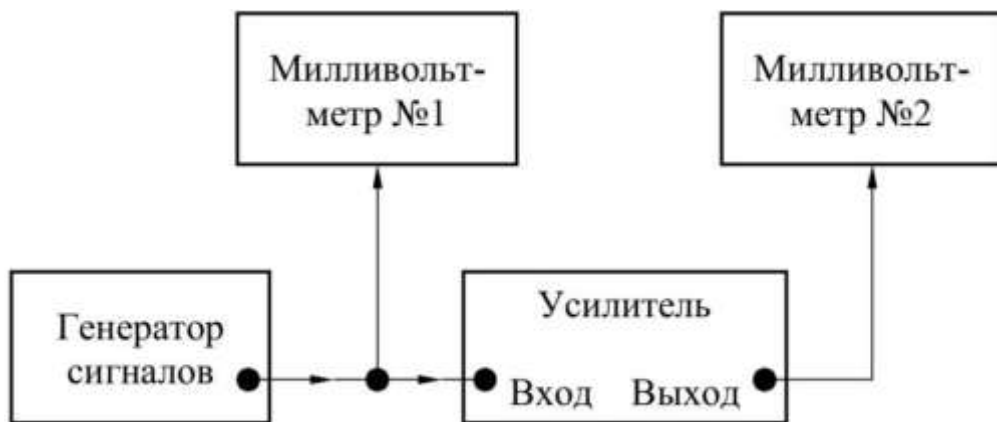 Милливольт-
метр №1
Милливольт-
метр №2
Генератор
сигналов
Усилитель
Вход
Выход